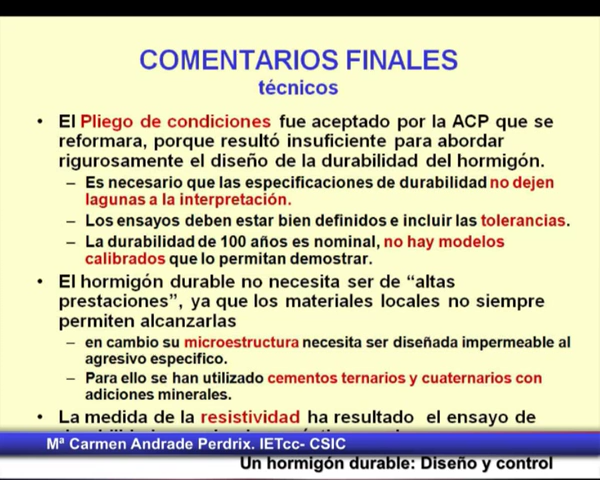 COMENTARIOS FINALES
técnicos
• El Pliego de condiciones fue aceptado por la ACP que se
reformara, porque resultó insuficiente para abordar
rigurosamente el diseño de la durabilidad del hormigón.
– Es necesario que las especificaciones de durabilidad no dejen
lagunas a la interpretación.
– Los ensayos deben estar bien definidos e incluir las tolerancias.
– La durabilidad de 100 años es nominal, no hay modelos
calibrados que lo permitan demostrar.
• El hormigón durable no necesita ser de “altas
prestaciones”, ya que los materiales locales no siempre
permiten alcanzarlas
– en cambio su microestructura necesita ser diseñada impermeable al
agresivo especifico.
– Para ello se han utilizado cementos ternarios y cuaternarios con
adiciones minerales.
• La medida de la resistividad ha resultado el ensayo de
Mª Carmen Andrade Perdrix. IETcc- CSIC
Un hormigón durable: Diseño y control